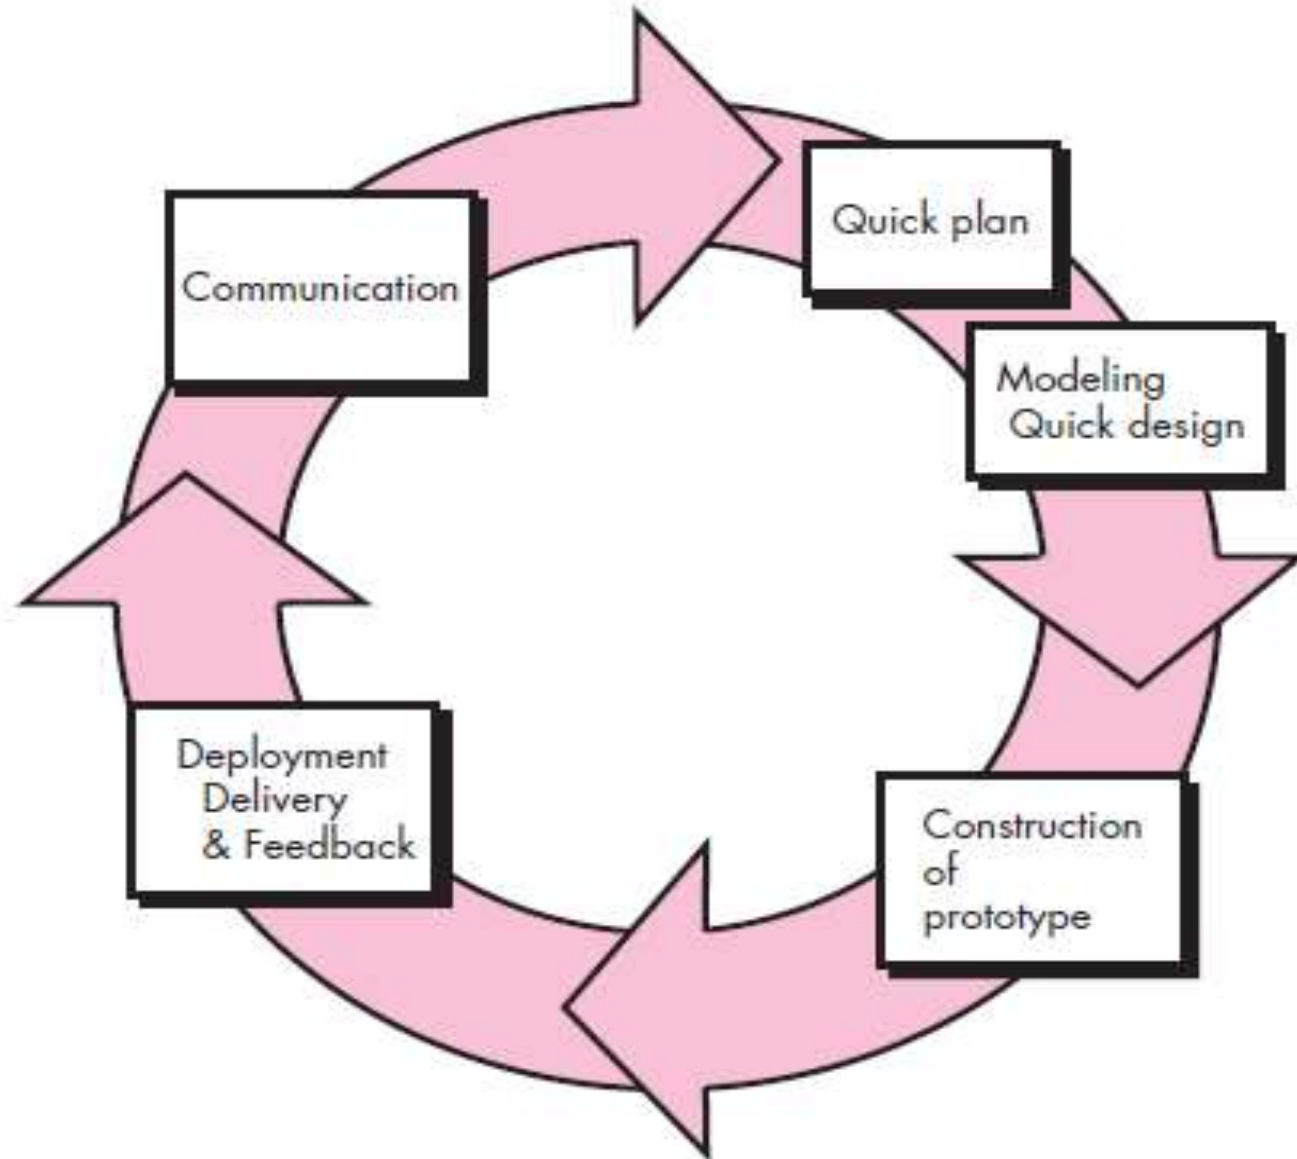 Communication
Quick plan
Modeling
Quick design
Construction
of
prototype
Deployment
Delivery
& Feedback